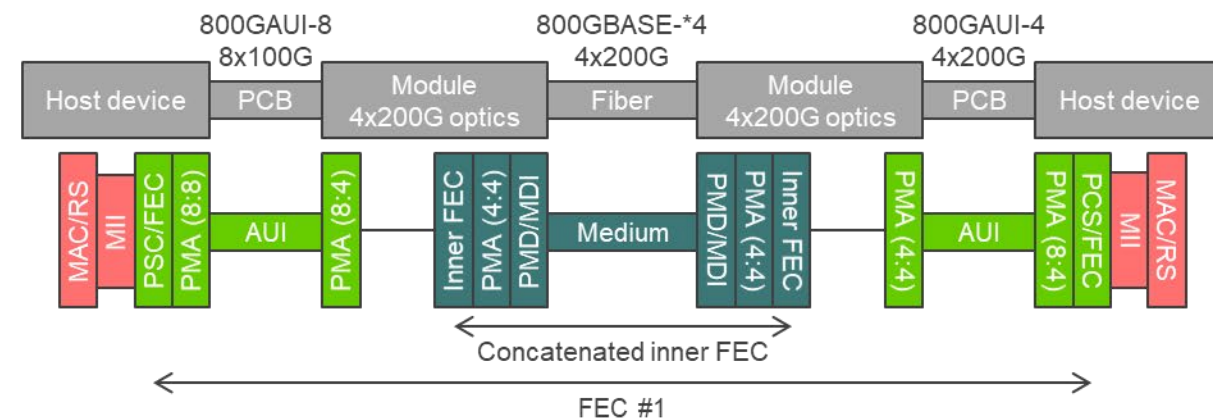 800GAUI-8
8x100G
800GBASE-*4
4x200G
800GAUI-4
4x200G
Host device
PCB
Module
4x200G optics
Fiber
Module
4x200G optics
PCB
Host device
MAC/RS
MII
PSC/FEC
PMA (8:8)
AUI
PMA (8:4)
Inner FEC
PMA (4:4)
PMD/MDI
Medium
PMD/MDI
PMA (4:4)
Inner FEC
PMA (4:4)
AUI
PMA (8:4)
PCS/FEC
MII
MAC/RS
Concatenated inner FEC
FEC #1